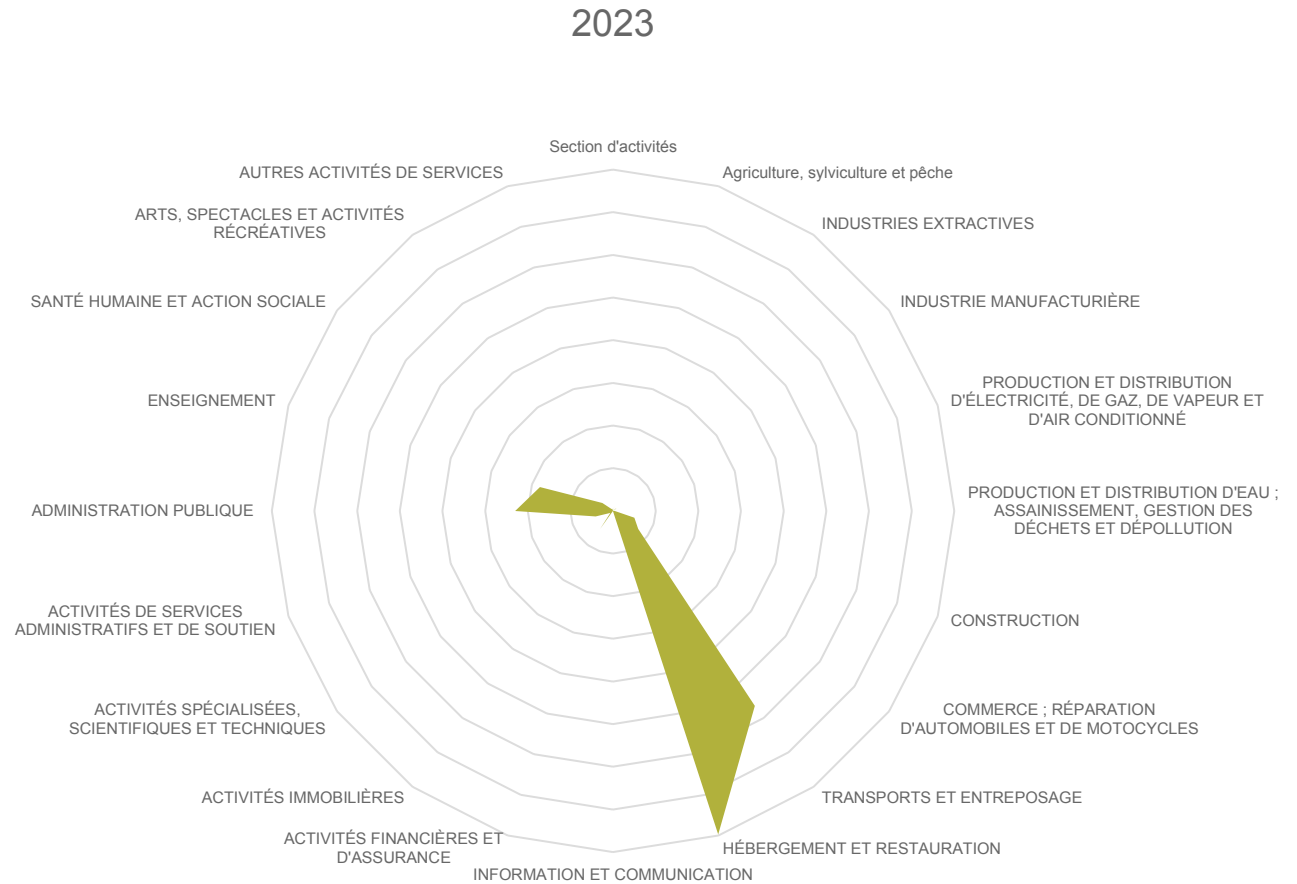 2023
Section d'activités
Agriculture, sylviculture et pêche
INDUSTRIES EXTRACTIVES
INDUSTRIE MANUFACTURIÈRE
PRODUCTION ET DISTRIBUTION
D'ÉLECTRICITÉ, DE GAZ, DE VAPEUR ET
D'AIR CONDITIONNÉ
PRODUCTION ET DISTRIBUTION D'EAU ;
ASSAINISSEMENT, GESTION DES
DÉCHETS ET DÉPOLLUTION
CONSTRUCTION
COMMERCE ; RÉPARATION
D'AUTOMOBILES ET DE MOTOCYCLES
TRANSPORTS ET ENTREPOSAGE
HÉBERGEMENT ET RESTAURATION
INFORMATION ET COMMUNICATION
ACTIVITÉS FINANCIÈRES ET
D'ASSURANCE
ACTIVITÉS IMMOBILIÈRES
ACTIVITÉS SPÉCIALISÉES,
SCIENTIFIQUES ET TECHNIQUES
ACTIVITÉS DE SERVICES
ADMINISTRATIFS ET DE SOUTIEN
ADMINISTRATION PUBLIQUE
ENSEIGNEMENT
SANTÉ HUMAINE ET ACTION SOCIALE
ARTS, SPECTACLES ET ACTIVITÉS
RÉCRÉATIVES
AUTRES ACTIVITÉS DE SERVICES